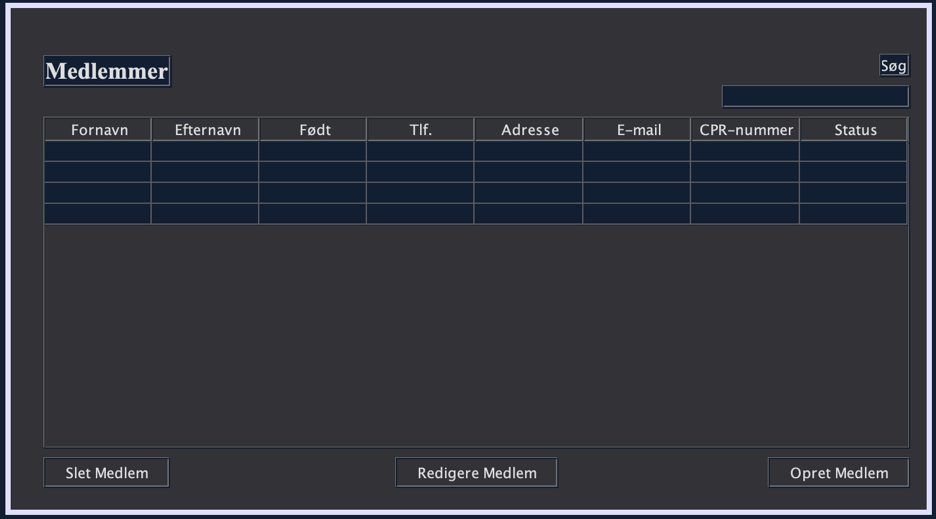 Medlemmer
Søg
Fornavn Efternavn Født Tlf. Adresse E-mail CPR-nummer Status
Slet Medlem Redigere Medlem Opret Medlem